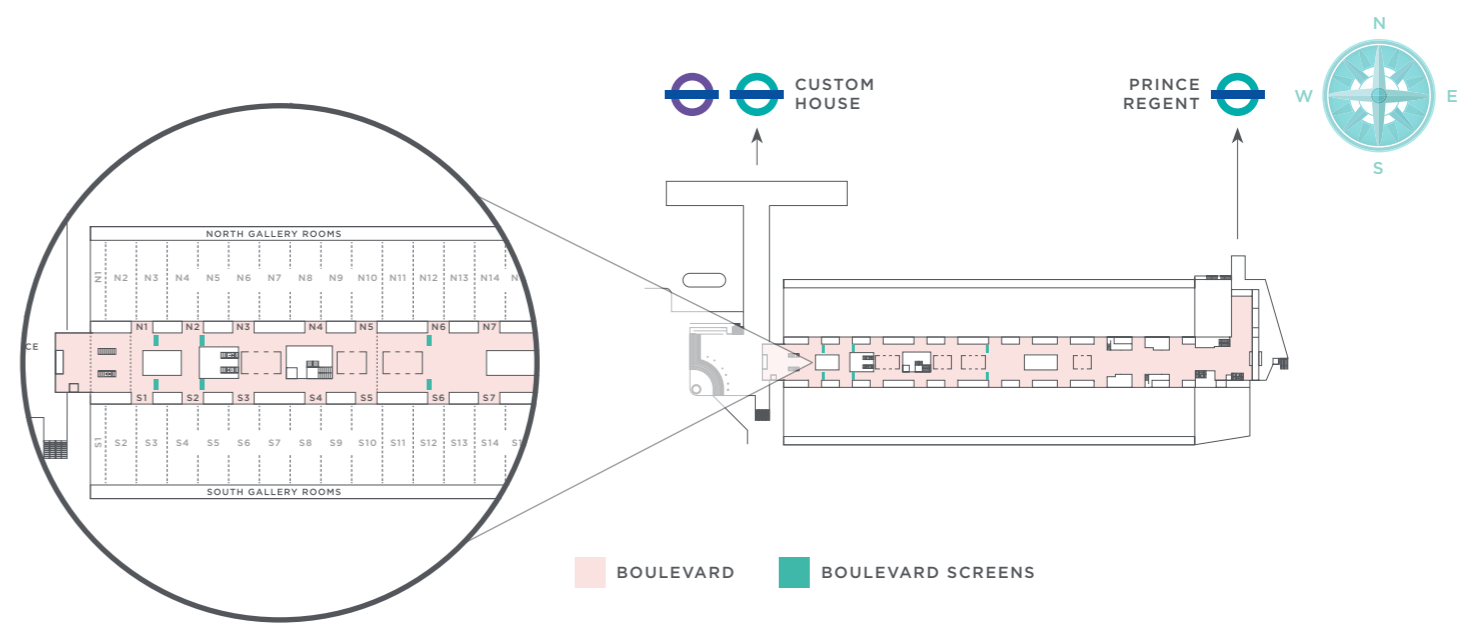 N
CUSTOM
HOUSE
PRINCE
REGENT
W
E
S
NORTH GALLERY ROOMS
N1 N2 N3 N4 N5 N6 N7 N8 N9 N10 N11 N12 N13 N14
N1 N2 N3 N4 N5 N6 N7
CE
S1 S2 S3 S4 S5 S6 S7
S1 S2 S3 S4 S5 S6 S7 S8 S9 S10 S11 S12 S13 S14
SOUTH GALLERY ROOMS
BOULEVARD
BOULEVARD SCREENS